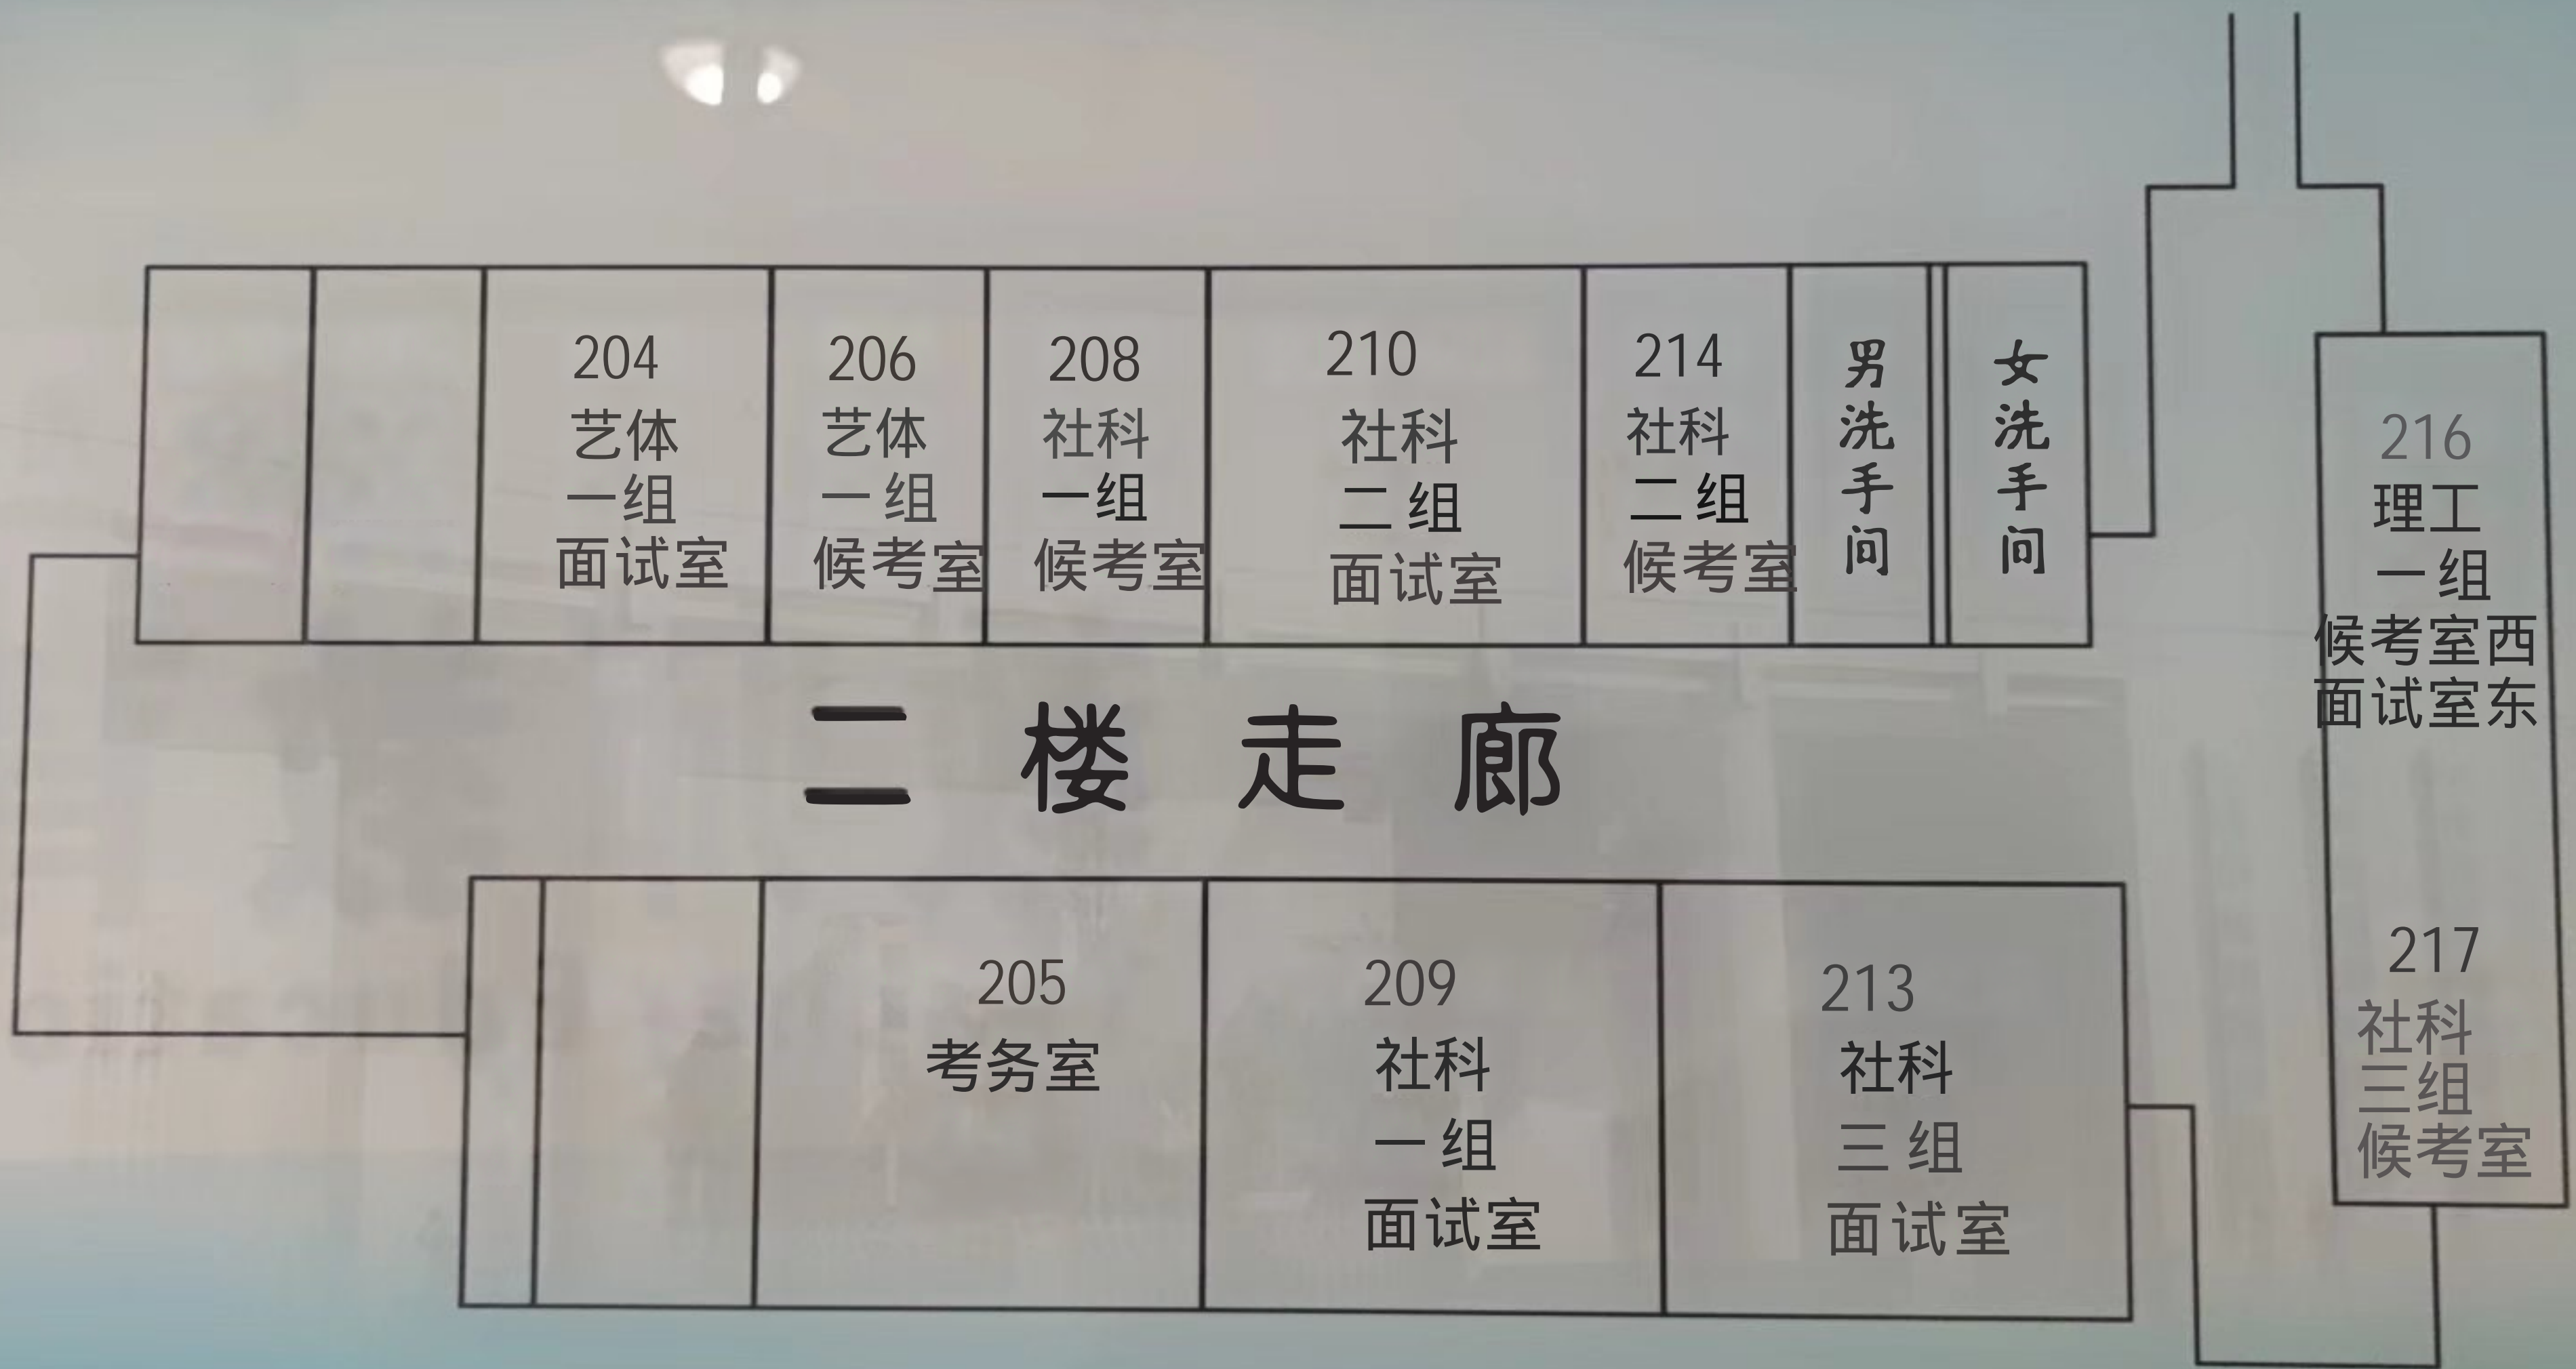 204
艺体
一组
面试室
206
艺体
一组
候考室
208
社科
一组
候考室
210
社科
二组
面试室
214
社科
二组
候考室
男洗手间
女洗手间
216
理工
一组
候考室西
面试室东
二楼走廊
205
考务室
209
社科
一组
面试室
213
社科
三组
面试室
217
社科
三组
候考室